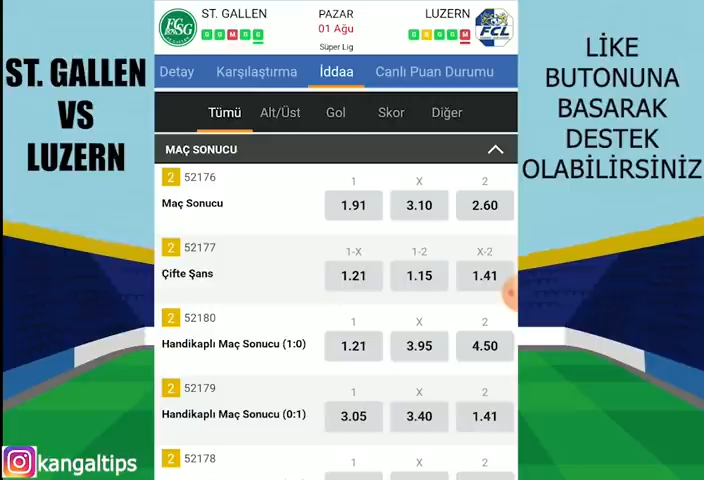 ST. GALLEN
VS
LUZERN
ST. GALLEN
G G M G G
PAZAR
01 Ağu
Süper Lig
LUZERN
G B G G M
FCL
Detay Karşılaştırma İddaa Canlı Puan Durumu
Tümü Alt/Üst Gol Skor Diğer
MAÇ SONUCU
2 52176
1 X 2
Maç Sonucu 1.91 3.10 2.60
2 52177
1-X 1-2 X-2
Çifte Şans 1.21 1.15 1.41
2 52180
1 X 2
Handikaplı Maç Sonucu (1:0) 1.21 3.95 4.50
2 52179
1 X 2
Handikaplı Maç Sonucu (0:1) 3.05 3.40 1.41
2 52178
1 X 2
LİKE
BUTONUNA
BASARAK
DESTEK
OLABİLİRSİNİZ
kangaltips